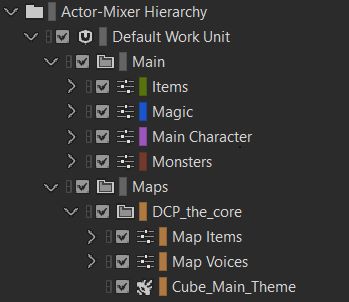 Actor-Mixer Hierarchy
Default Work Unit
Main
Items
Magic
Main Character
Monsters
Maps
DCP_the_core
Map Items
Map Voices
Cube_Main_Theme